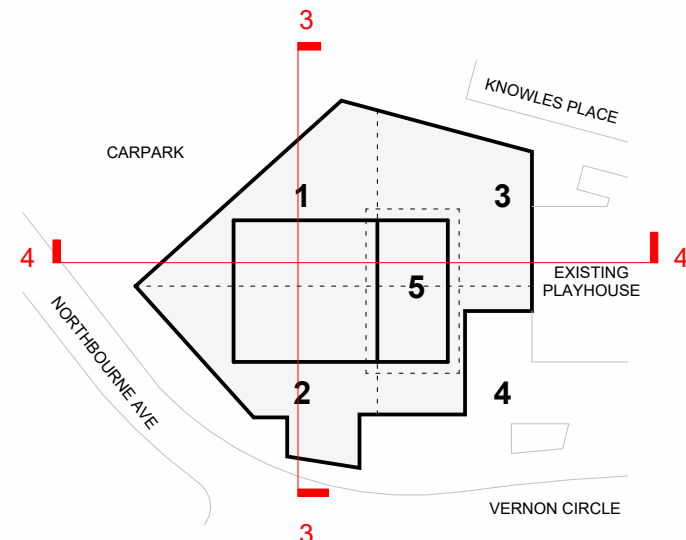 3
KNOWLES PLACE
CARPARK
1
3
4
4
5
EXISTING
PLAYHOUSE
NORTHBOURNE AVE
2
4
VERNON CIRCLE
3